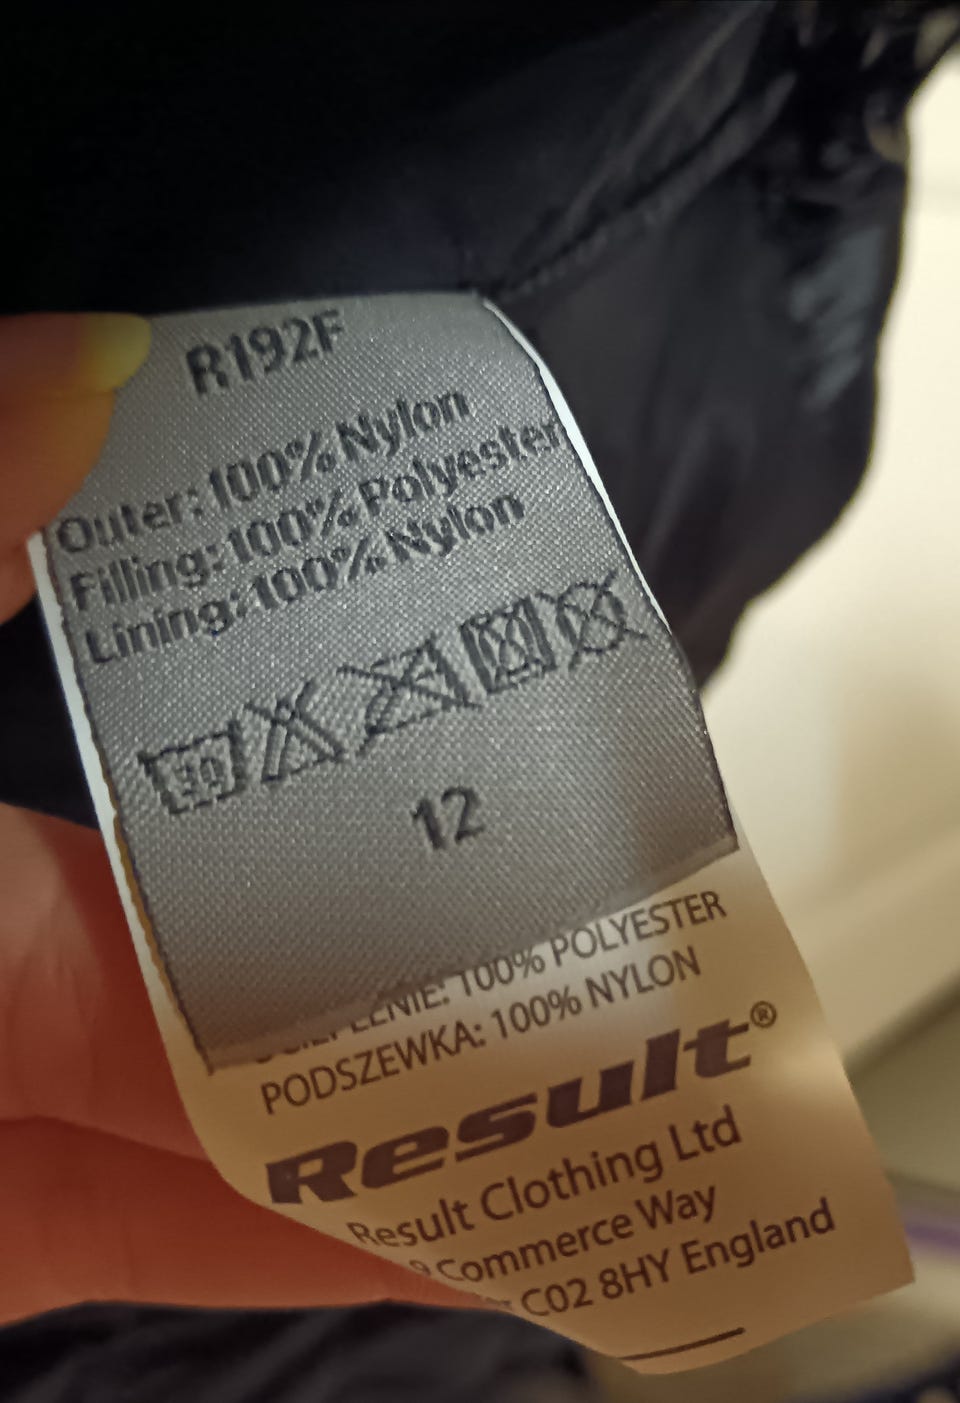 R192F
Outer: 100% Nylon
Filling: 100% Polyester
Lining: 100% Nylon
30
12
100% POLYESTER
PODSZEWKA: 100% NYLON
Result®
Result Clothing Ltd
Commerce Way
C02 8HY England